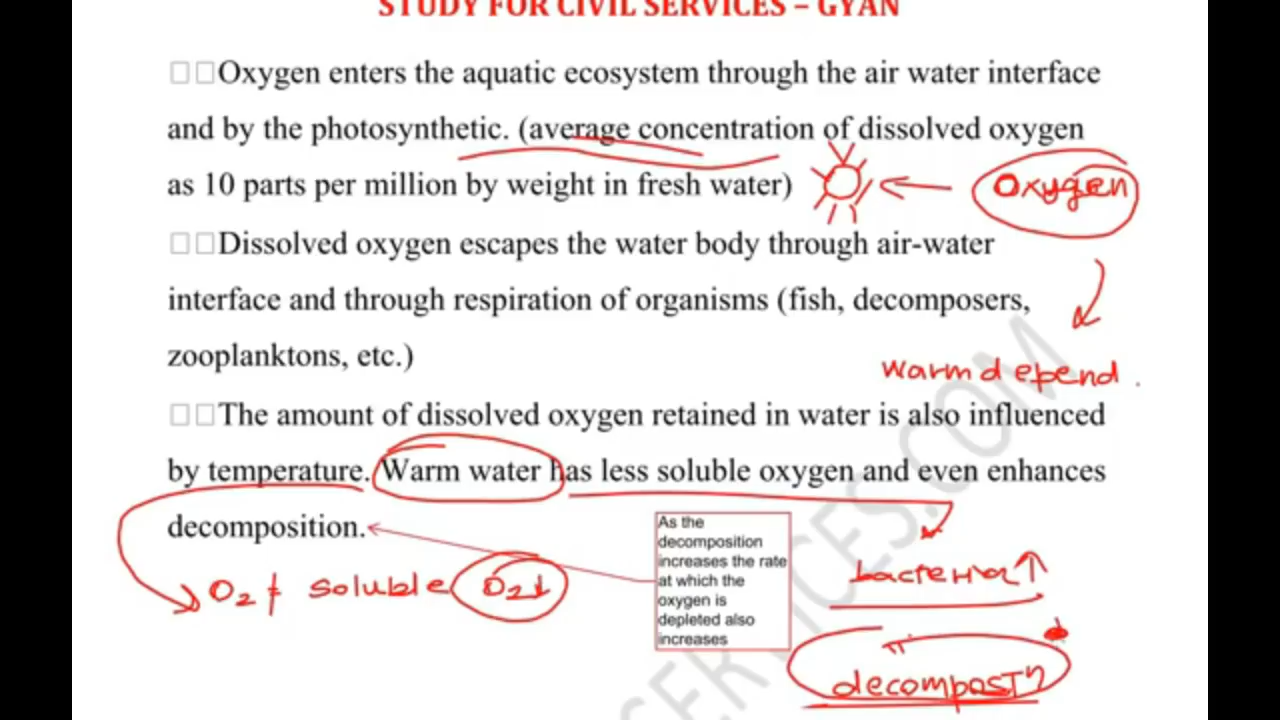 STUDY FOR CIVIL SERVICES – GYAN
Oxygen enters the aquatic ecosystem through the air water interface
and by the photosynthetic. (average concentration of dissolved oxygen
as 10 parts per million by weight in fresh water)
Oxygen
Dissolved oxygen escapes the water body through air-water
interface and through respiration of organisms (fish, decomposers,
zooplanktons, etc.)
warm depend
The amount of dissolved oxygen retained in water is also influenced
by temperature. Warm water has less soluble oxygen and even enhances
decomposition.
As the
decomposition
increases the rate
at which the
oxygen is
depleted also
increases
O2 soluble O2↓
bacteria ↑
SERVICES.COM